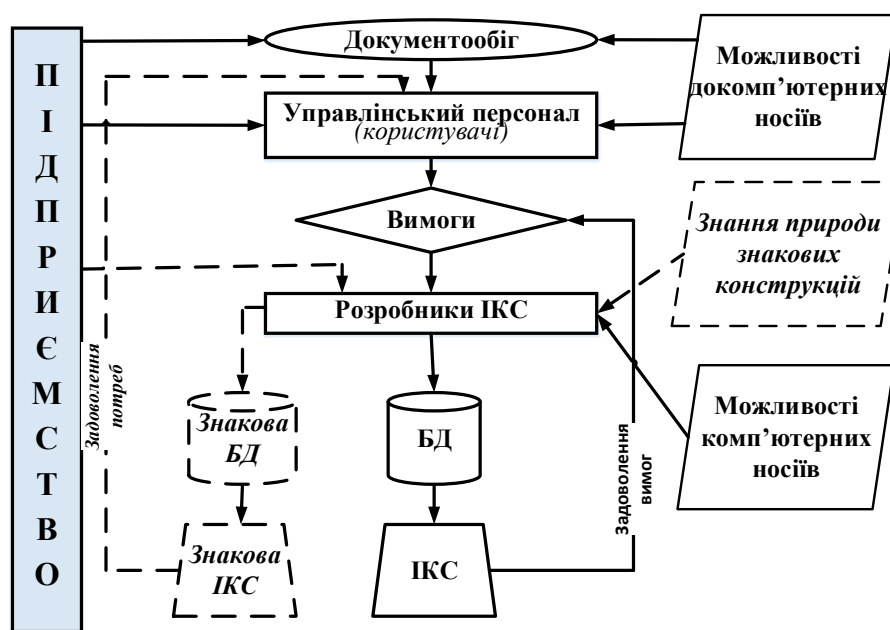 ПІДПРИЄМСТВО
Документообіг
Можливості
докомп’ютерних
носіїв
Управлінський персонал
(користувачі)
Вимоги
Знання природи
знакових
конструкцій
Розробники ІКС
Задоволення
потреб
Знакова
БД
БД
Задоволення
вимог
Можливості
комп’ютерних
носіїв
Знакова
ІКС
ІКС